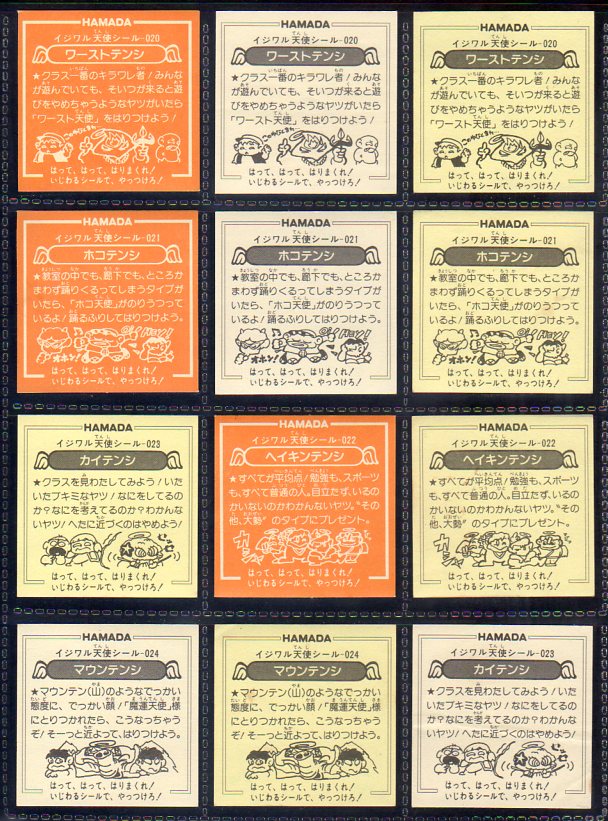 HAMADA
イジワル天使シール-020
ワーストテンシ
★クラス一番のキラワレ者！みんな
が遊んでいても、そいつが来ると遊
びをやめちゃうようなヤツがいたら
「ワースト天使」をはりつけよう！
はって、はって、はりまくれ！
いじわるシールで、やっつけろ！
HAMADA
イジワル天使シール-020
ワーストテンシ
★クラス一番のキラワレ者！みんな
が遊んでいても、そいつが来ると遊
びをやめちゃうようなヤツがいたら
「ワースト天使」をはりつけよう！
はって、はって、はりまくれ！
いじわるシールで、やっつけろ！
HAMADA
イジワル天使シール-020
ワーストテンシ
★クラス一番のキラワレ者！みんな
が遊んでいても、そいつが来ると遊
びをやめちゃうようなヤツがいたら
「ワースト天使」をはりつけよう！
はって、はって、はりまくれ！
いじわるシールで、やっつけろ！
HAMADA
イジワル天使シール-021
ホコテンシ
★教室の中でも、廊下でも、ところか
まわず踊りくるってしまうタイプが
いたら、「ホコ天使」がのりうつって
いるよ！踊るふりしてはりつけよう。
オホン！
はって、はって、はりまくれ！
いじわるシールで、やっつけろ！
HAMADA
イジワル天使シール-021
ホコテンシ
★教室の中でも、廊下でも、ところか
まわず踊りくるってしまうタイプが
いたら、「ホコ天使」がのりうつって
いるよ！踊るふりしてはりつけよう。
オホン！
はって、はって、はりまくれ！
いじわるシールで、やっつけろ！
HAMADA
イジワル天使シール-021
ホコテンシ
★教室の中でも、廊下でも、ところか
まわず踊りくるってしまうタイプが
いたら、「ホコ天使」がのりうつって
いるよ！踊るふりしてはりつけよう。
オホン！
はって、はって、はりまくれ！
いじわるシールで、やっつけろ！
HAMADA
イジワル天使シール-023
カイテンシ
★クラスを見わたしてみよう！いた
いたブキミなヤツ！なにをしてるの
か？なにを考えてるのか？わかんな
いヤツ！へたに近づくのはやめよう！
はって、はって、はりまくれ！
いじわるシールで、やっつけろ！
HAMADA
イジワル天使シール-022
ヘイキンテンシ
★すべてが平均点！勉強も、スポーツ
も、すべて普通の人。目立たず、いるの
かいないのかわかんないヤツ。“その
他、大勢”のタイプにプレゼント。
はって、はって、はりまくれ！
いじわるシールで、やっつけろ！
HAMADA
イジワル天使シール-022
ヘイキンテンシ
★すべてが平均点！勉強も、スポーツ
も、すべて普通の人。目立たず、いるの
かいないのかわかんないヤツ。“その
他、大勢”のタイプにプレゼント。
はって、はって、はりまくれ！
いじわるシールで、やっつけろ！
HAMADA
イジワル天使シール-024
マウンテンシ
★マウンテン(山)のようなでっかい
態度に、でっかい顔！「魔運天使」様
にとりつかれたら、こうなっちゃう
ぞ！そーっと近よって、はりつけよう。
はって、はって、はりまくれ！
いじわるシールで、やっつけろ！
HAMADA
イジワル天使シール-024
マウンテンシ
★マウンテン(山)のようなでっかい
態度に、でっかい顔！「魔運天使」様
にとりつかれたら、こうなっちゃう
ぞ！そーっと近よって、はりつけよう。
はって、はって、はりまくれ！
いじわるシールで、やっつけろ！
HAMADA
イジワル天使シール-023
カイテンシ
★クラスを見わたしてみよう！いた
いたブキミなヤツ！なにをしてるの
か？なにを考えてるのか？わかんな
いヤツ！へたに近づくのはやめよう！
はって、はって、はりまくれ！
いじわるシールで、やっつけろ！